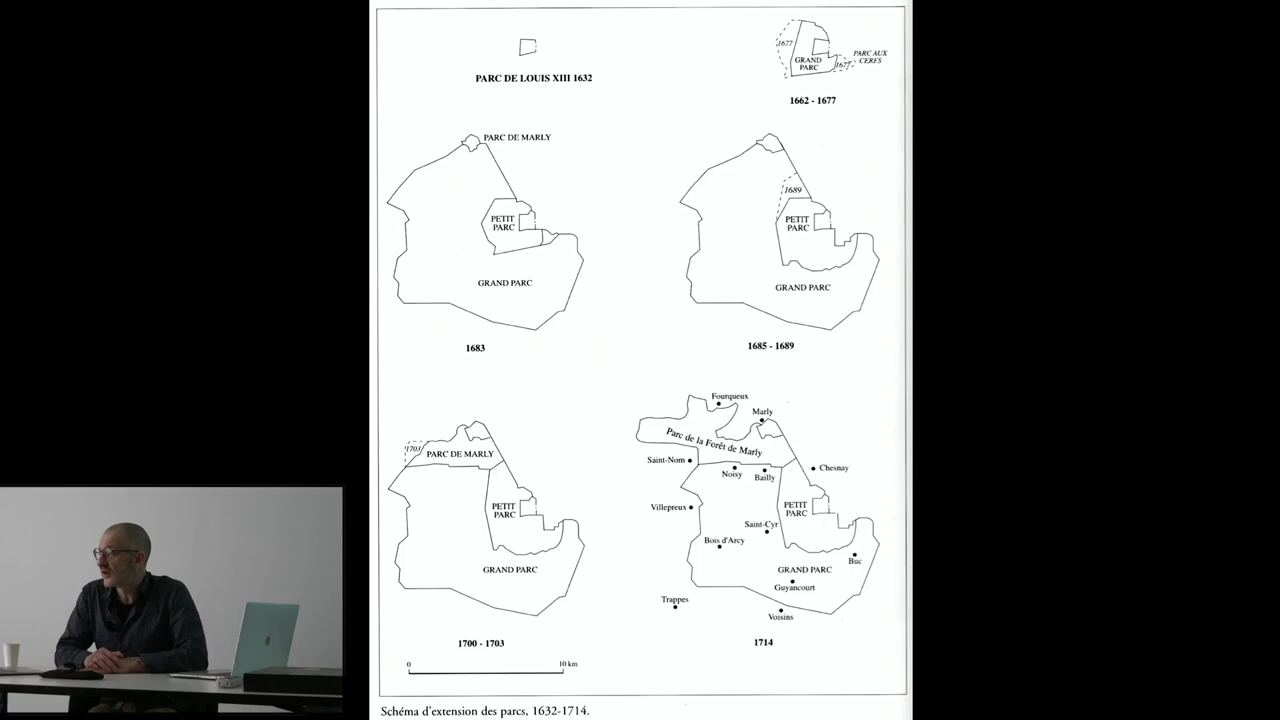 PARC DE LOUIS XIII 1632
1677
GRAND
PARC
1677
PARC AUX
CERFS
1662 - 1677
PARC DE MARLY
PETIT
PARC
GRAND PARC
1683
1689
PETIT
PARC
GRAND PARC
1685 - 1689
1703
PARC DE MARLY
PETIT
PARC
GRAND PARC
1700 - 1703
0
10 km
Fourqueux
Marly
Parc de la Forêt de Marly
Saint-Nom
Noisy
Bailly
Chesnay
Villepreux
PETIT
PARC
Saint-Cyr
Bois d'Arcy
Buc
GRAND PARC
Guyancourt
Trappes
Voisins
1714
Schéma d'extension des parcs, 1632-1714.